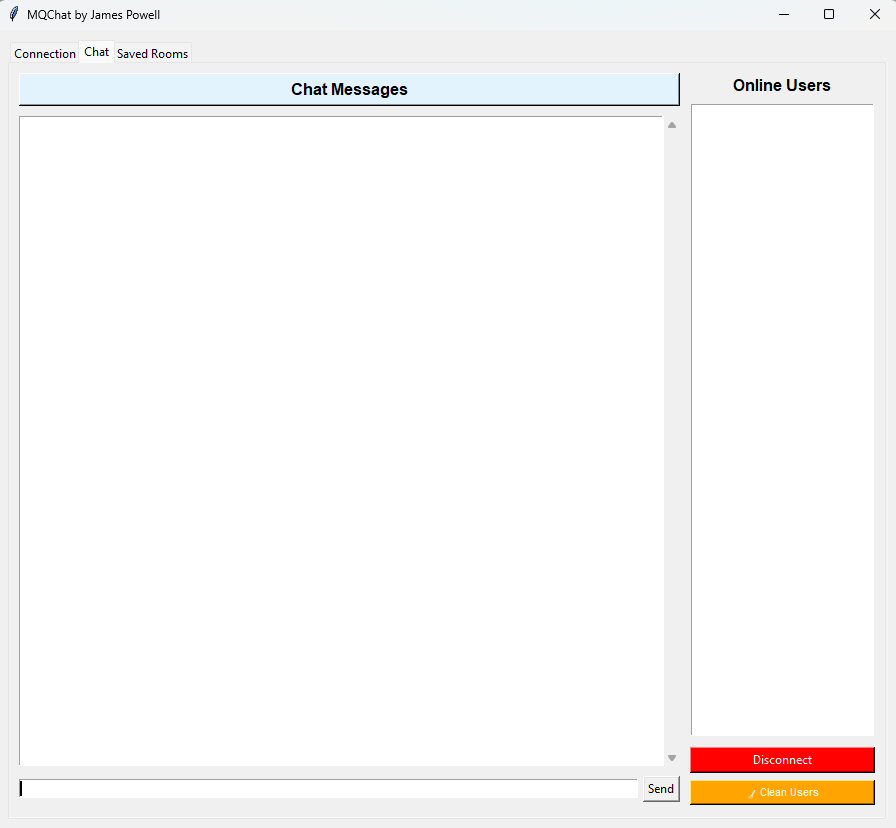 MQChat by James Powell
Connection Chat Saved Rooms
Chat Messages
Online Users
Send
Disconnect
Clean Users